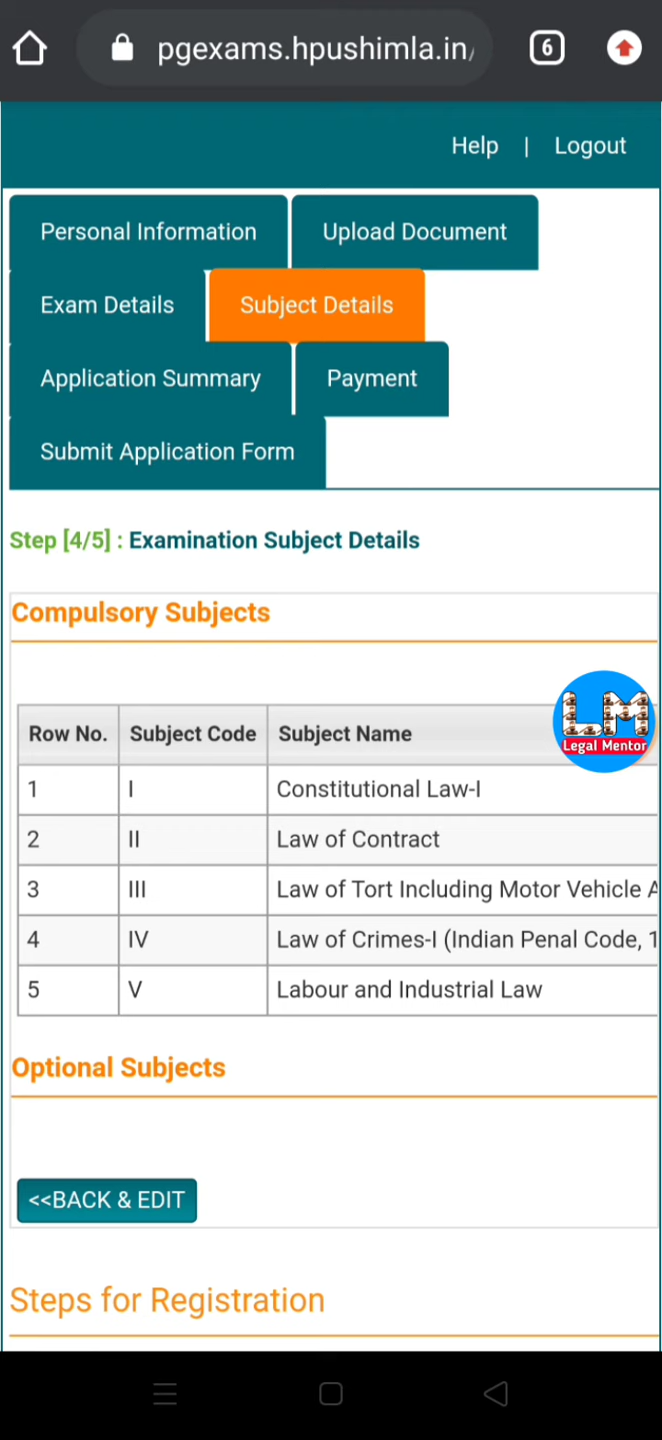 pgexams.hpushimla.in/
6
Help | Logout
Personal Information
Upload Document
Exam Details
Subject Details
Application Summary
Payment
Submit Application Form
Step [4/5] : Examination Subject Details
Compulsory Subjects
LM
Legal Mentor
Row No. Subject Code Subject Name
1 I Constitutional Law-I
2 II Law of Contract
3 III Law of Tort Including Motor Vehicle A
4 IV Law of Crimes-I (Indian Penal Code, 1
5 V Labour and Industrial Law
Optional Subjects
<<BACK & EDIT
Steps for Registration